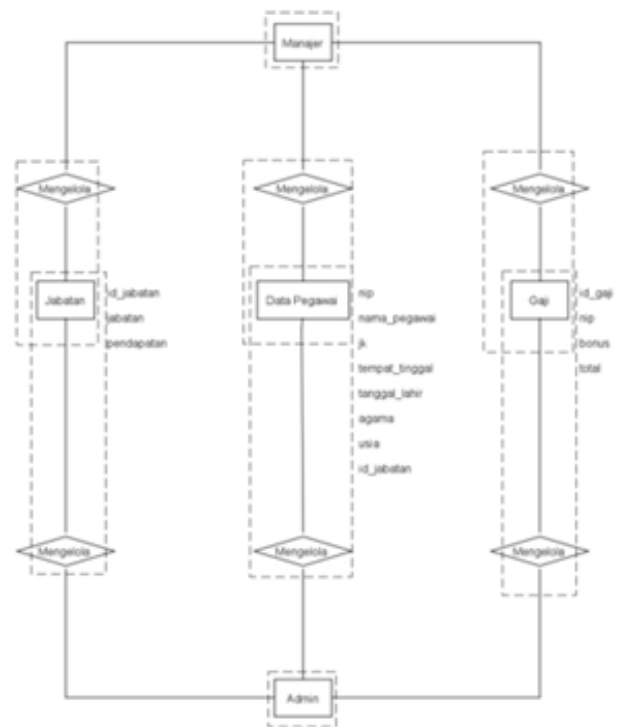 Manajer
Mengelola
Mengelola
Mengelola
Jabatan
id_jabatan
jabatan
pendapatan
Data Pegawai
nip
nama_pegawai
jk
tempat_tinggal
tanggal_lahir
agama
usia
id_jabatan
Gaji
id_gaji
nip
bonus
total
Mengelola
Mengelola
Mengelola
Admin